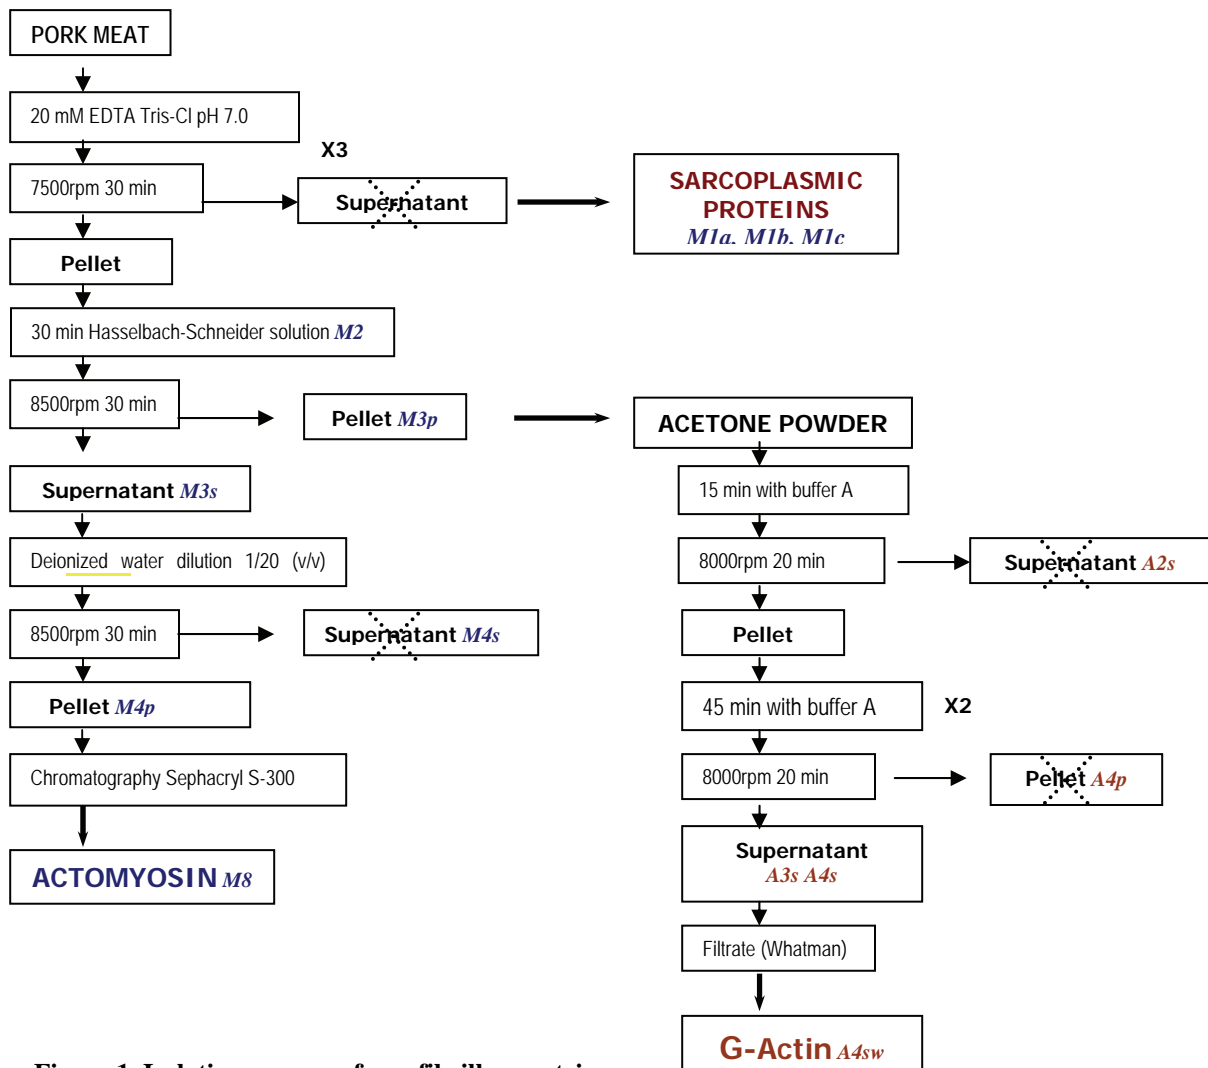 PORK MEAT
20 mM EDTA Tris-Cl pH 7.0
X3
7500rpm 30 min
Supernatant
SARCOPLASMIC
PROTEINS
M1a, M1b, M1c
Pellet
30 min Hasselbach-Schneider solution M2
8500rpm 30 min
Pellet M3p
ACETONE POWDER
Supernatant M3s
15 min with buffer A
Deionized water dilution 1/20 (v/v)
8000rpm 20 min
Supernatant A2s
8500rpm 30 min
Supernatant M4s
Pellet
Pellet M4p
45 min with buffer A
X2
Chromatography Sephacryl S-300
8000rpm 20 min
Pellet A4p
ACTOMYOSIN M8
Supernatant
A3s A4s
Filtrate (Whatman)
G-Actin A4sw
Figure 1. Isolation